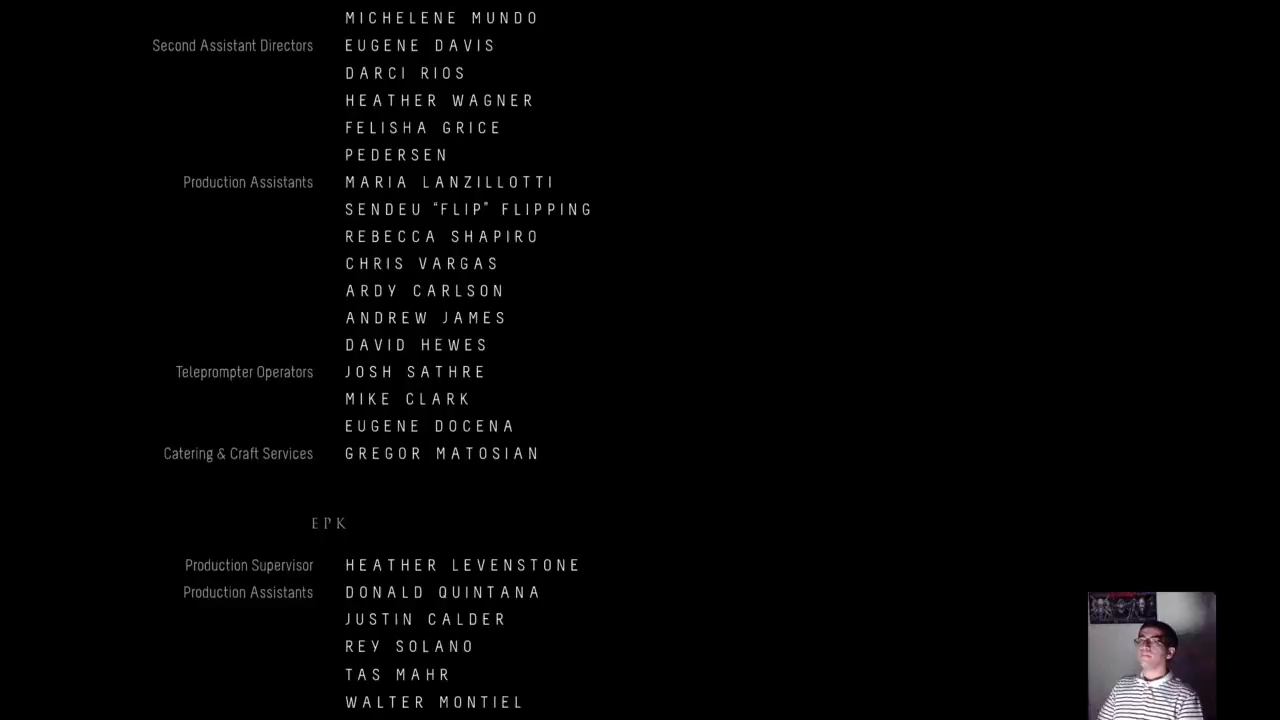 MICHELENE MUNDO
Second Assistant Directors EUGENE DAVIS
DARCI RIOS
HEATHER WAGNER
FELISHA GRICE
PEDERSEN
Production Assistants MARIA LANZILLOTTI
SENDEU “FLIP” FLIPPING
REBECCA SHAPIRO
CHRIS VARGAS
ARDY CARLSON
ANDREW JAMES
DAVID HEWES
Teleprompter Operators JOSH SATHRE
MIKE CLARK
EUGENE DOCENA
Catering & Craft Services GREGOR MATOSIAN
EPK
Production Supervisor HEATHER LEVENSTONE
Production Assistants DONALD QUINTANA
JUSTIN CALDER
REY SOLANO
TAS MAHR
WALTER MONTIEL